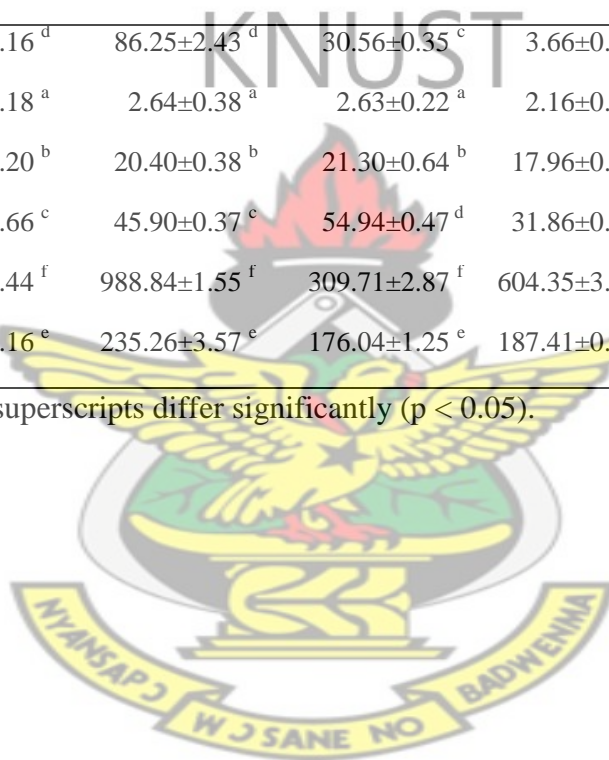 KNUST
.16 d 86.25±2.43 d 30.56±0.35 c 3.66±0.
.18 a 2.64±0.38 a 2.63±0.22 a 2.16±0.
.20 b 20.40±0.38 b 21.30±0.64 b 17.96±0.
.66 c 45.90±0.37 c 54.94±0.47 d 31.86±0.
.44 f 988.84±1.55 f 309.71±2.87 f 604.35±3.
.16 e 235.26±3.57 e 176.04±1.25 e 187.41±0.
superscripts differ significantly (p < 0.05).
NYANSAPƆ WƆSANE NO BADWENMA